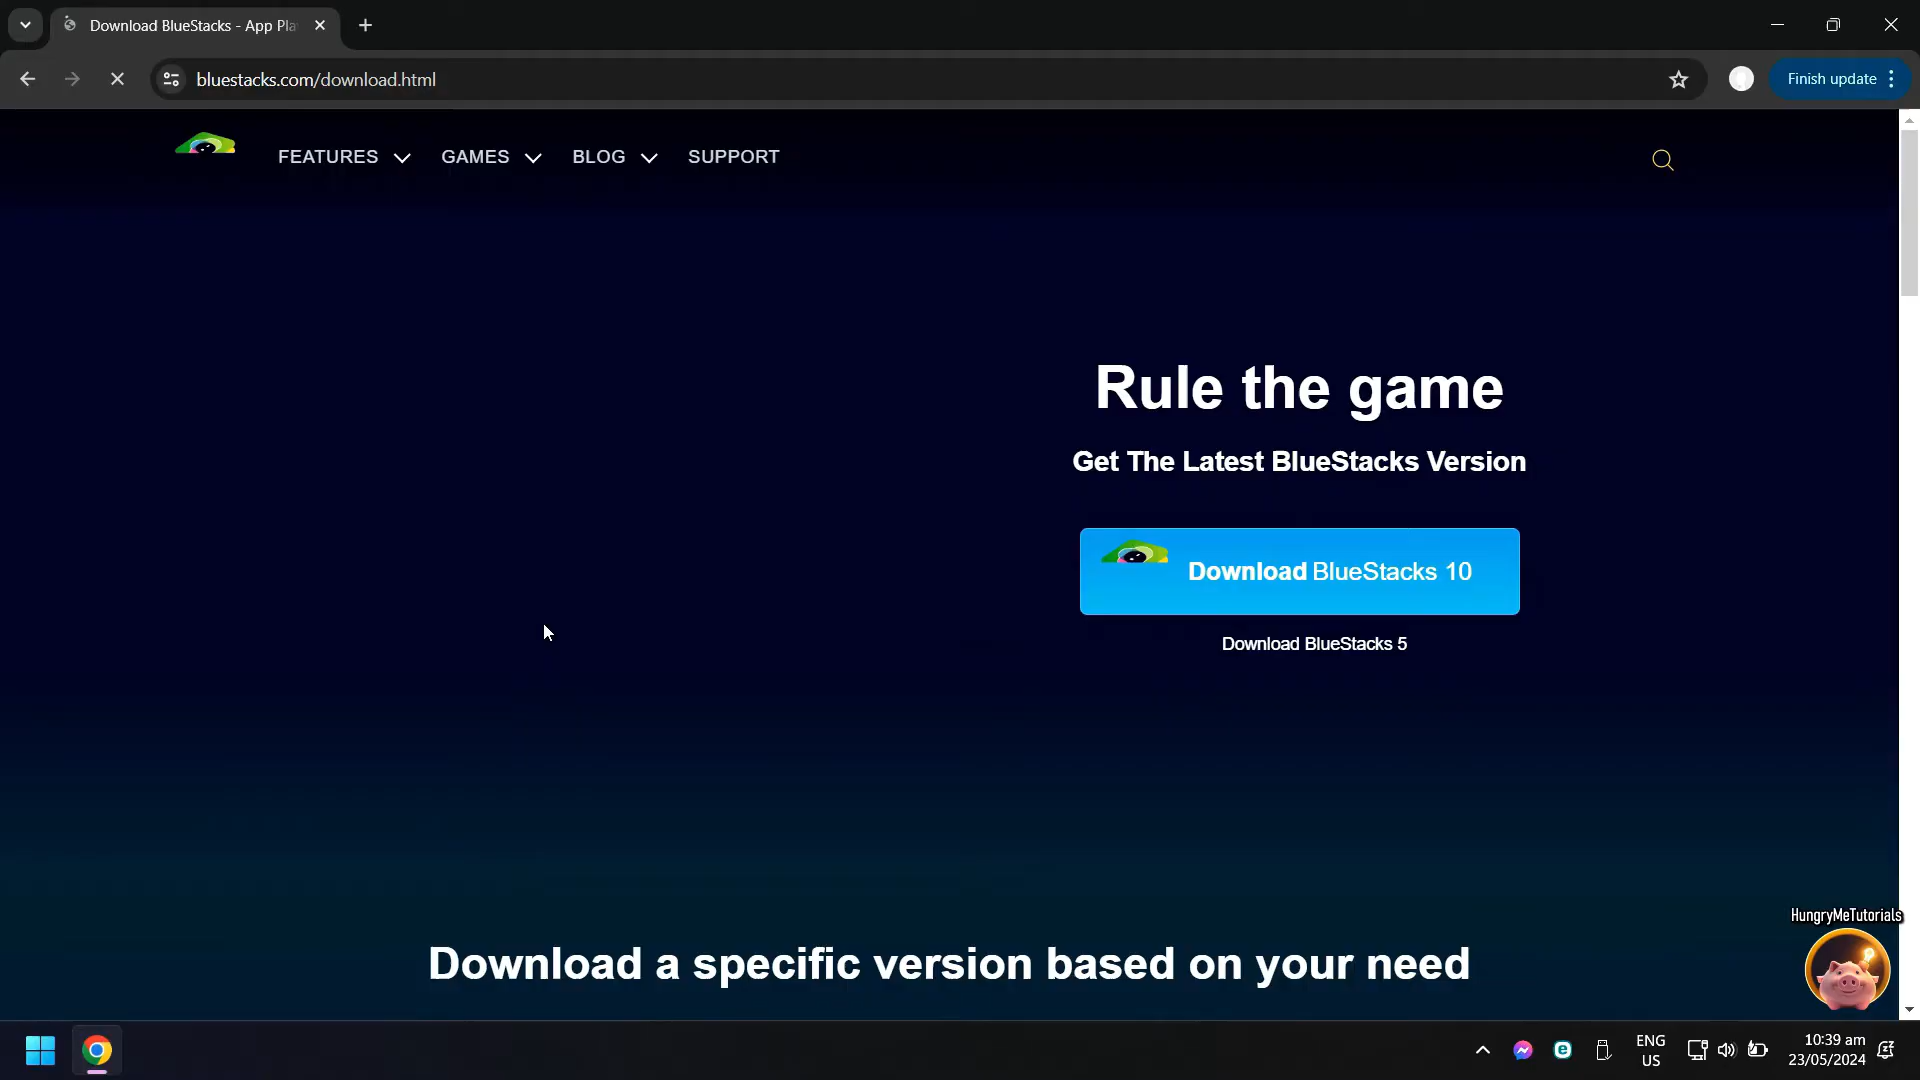 Download BlueStacks - App Pla
bluestacks.com/download.html
Finish update
FEATURES
GAMES
BLOG
SUPPORT
Rule the game
Get The Latest BlueStacks Version
Download BlueStacks 10
Download BlueStacks 5
Download a specific version based on your need
HungryMeTutorials
ENG
US
10:39 am
23/05/2024